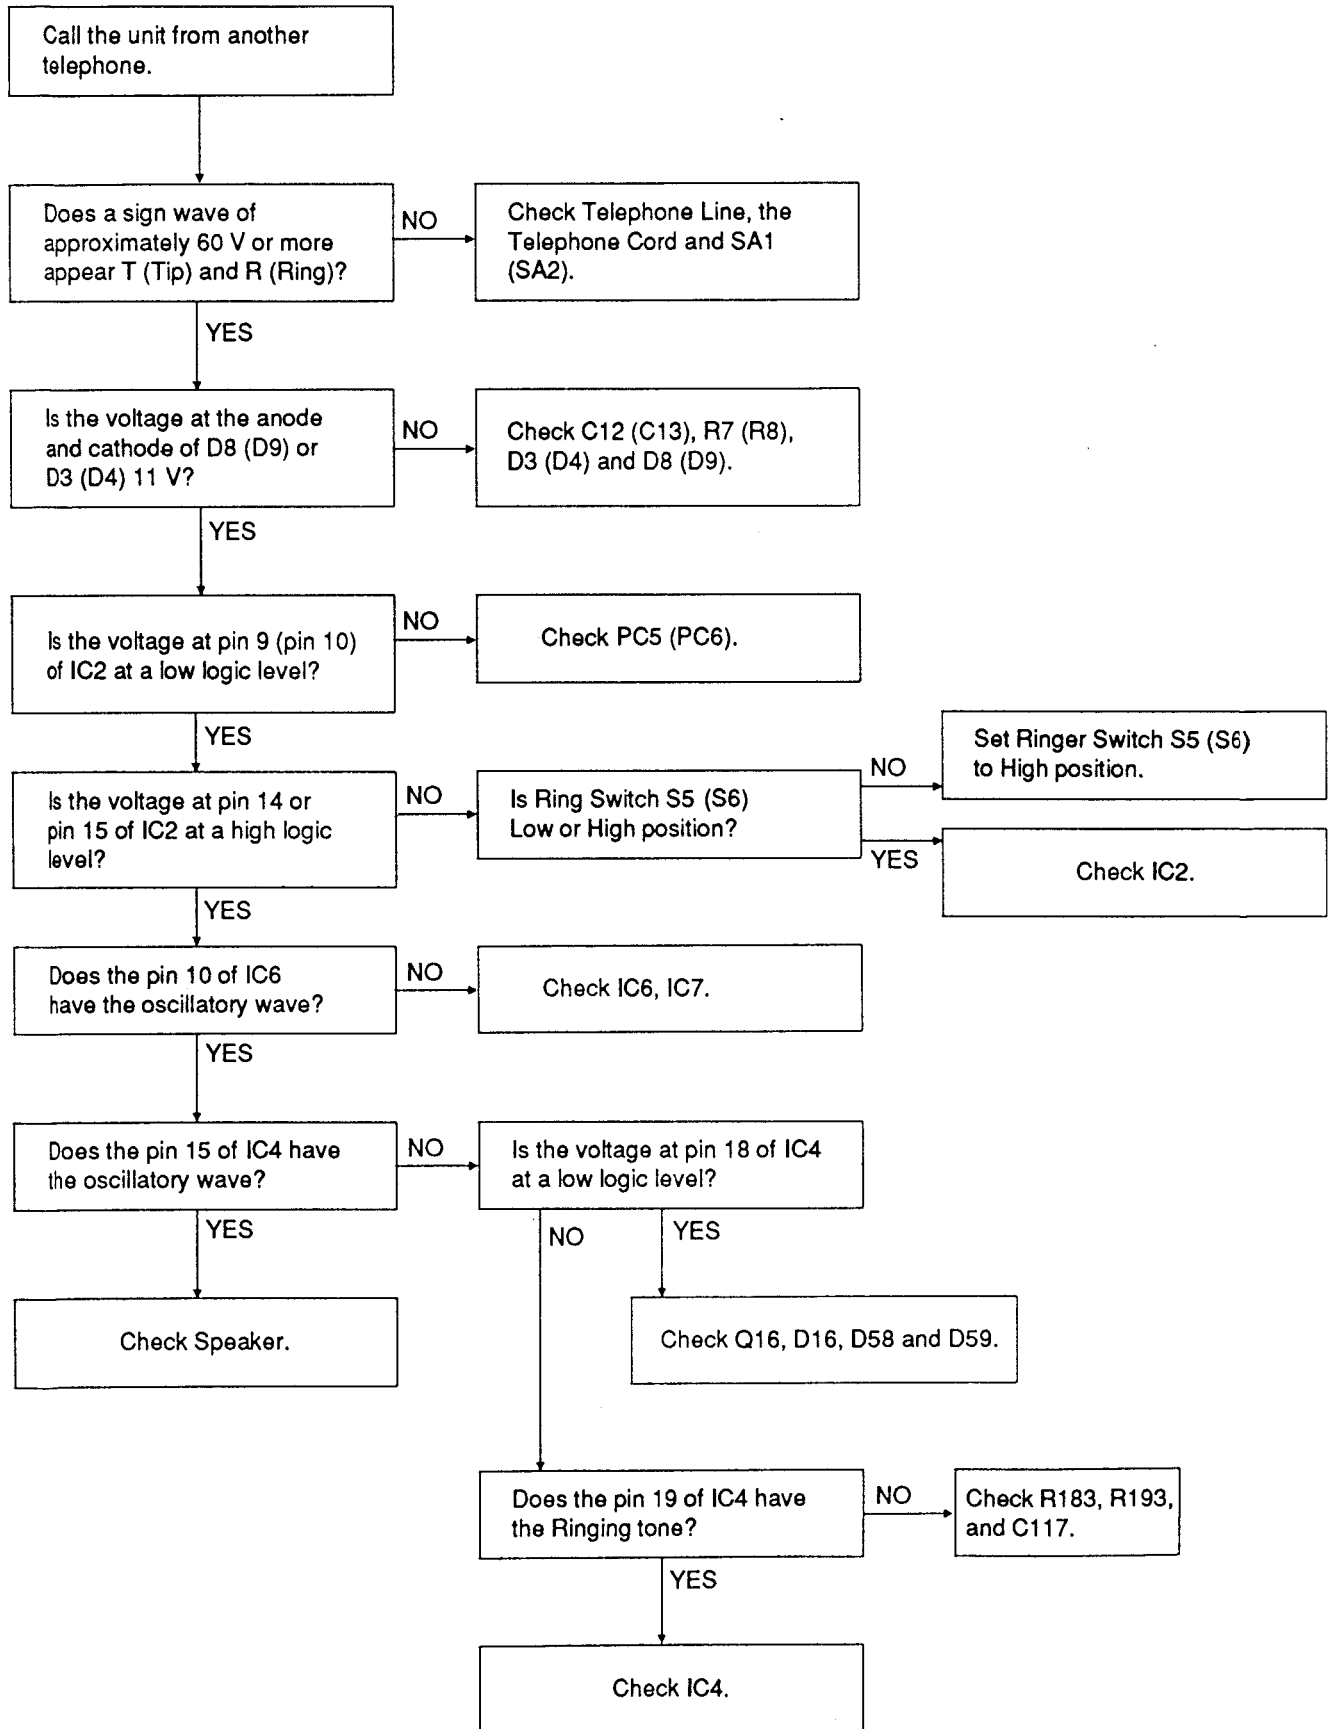 Call the unit from another
telephone.
Does a sign wave of
approximately 60 V or more
appear T (Tip) and R (Ring)?
NO
Check Telephone Line, the
Telephone Cord and SA1
(SA2).
YES
Is the voltage at the anode
and cathode of D8 (D9) or
D3 (D4) 11 V?
NO
Check C12 (C13), R7 (R8),
D3 (D4) and D8 (D9).
YES
Is the voltage at pin 9 (pin 10)
of IC2 at a low logic level?
NO
Check PC5 (PC6).
YES
Is the voltage at pin 14 or
pin 15 of IC2 at a high logic
level?
NO
Is Ring Switch S5 (S6)
Low or High position?
NO
Set Ringer Switch S5 (S6)
to High position.
YES
Check IC2.
YES
Does the pin 10 of IC6
have the oscillatory wave?
NO
Check IC6, IC7.
YES
Does the pin 15 of IC4 have
the oscillatory wave?
NO
Is the voltage at pin 18 of IC4
at a low logic level?
YES
Check Speaker.
NO
YES
Check Q16, D16, D58 and D59.
Does the pin 19 of IC4 have
the Ringing tone?
NO
Check R183, R193,
and C117.
YES
Check IC4.